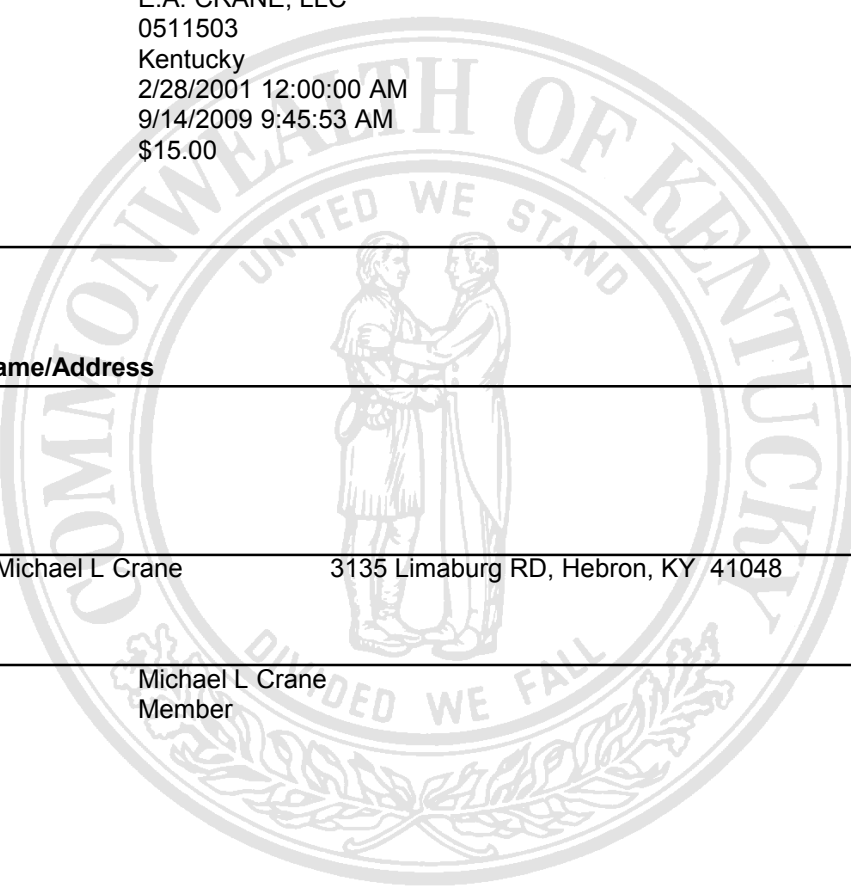 E.A. CRANE, LLC
0511503
Kentucky
2/28/2001 12:00:00 AM
9/14/2009 9:45:53 AM
$15.00
COMMONWEALTH OF KENTUCKY
UNITED WE STAND
ame/Address
Michael L Crane 3135 Limaburg RD, Hebron, KY 41048
DIVIDED WE FALL
Michael L Crane
Member